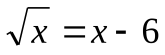 √x = x - 6